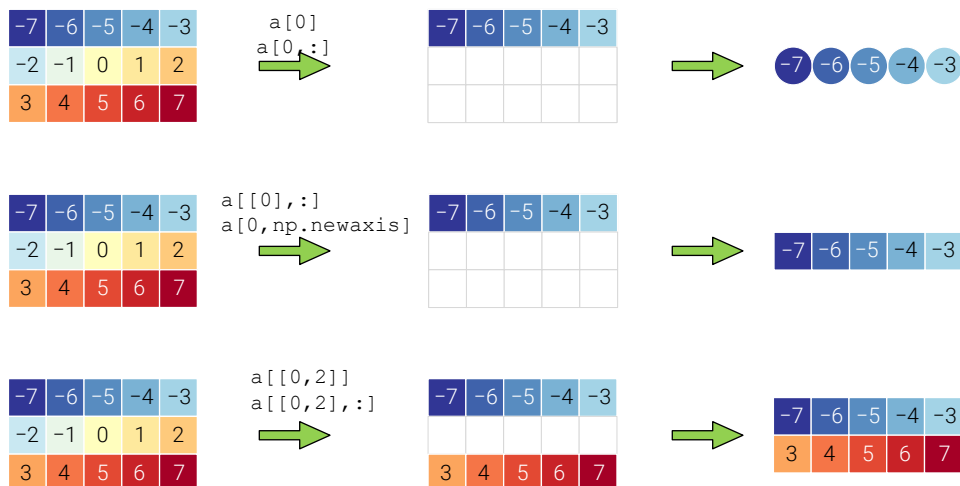 −7 −6 −5 −4 −3
−2 −1 0 1 2
3 4 5 6 7
a[0]
a[0,:]
−7 −6 −5 −4 −3
−7 −6 −5 −4 −3
−7 −6 −5 −4 −3
−2 −1 0 1 2
3 4 5 6 7
a[[0],:]
a[0,np.newaxis]
−7 −6 −5 −4 −3
−7 −6 −5 −4 −3
−7 −6 −5 −4 −3
−2 −1 0 1 2
3 4 5 6 7
a[[0,2]]
a[[0,2],:]
−7 −6 −5 −4 −3
3 4 5 6 7
−7 −6 −5 −4 −3
3 4 5 6 7